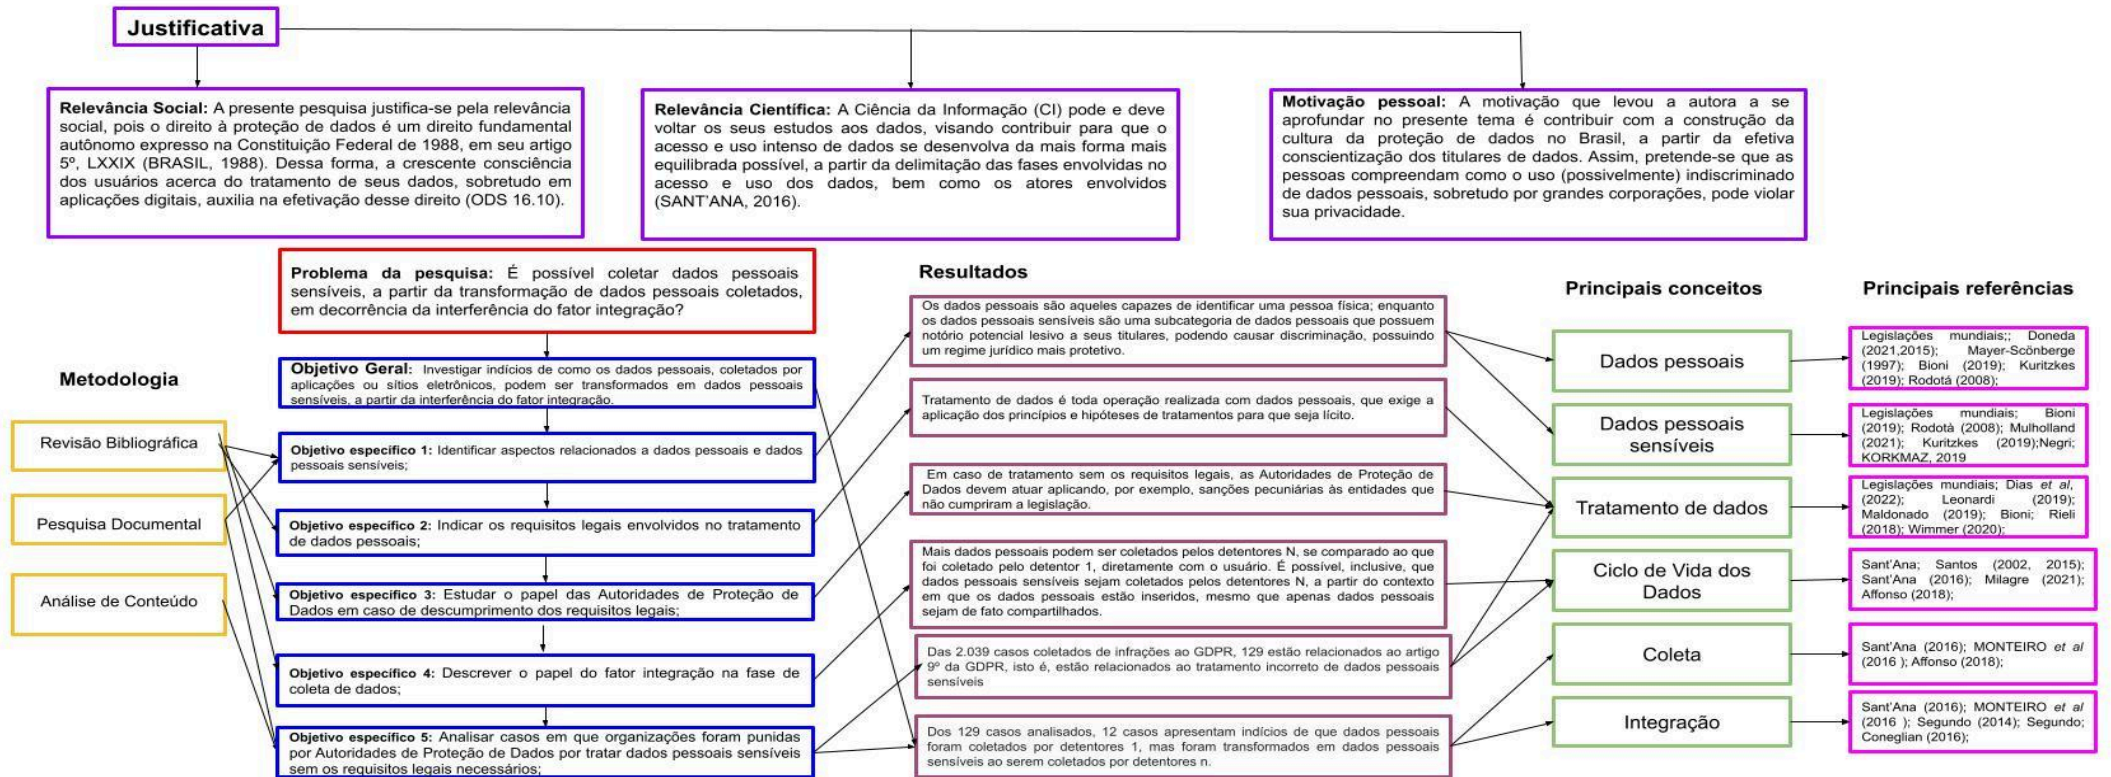 Justificativa
Relevância Social: A presente pesquisa justifica-se pela relevância
social, pois o direito à proteção de dados é um direito fundamental
autônomo expresso na Constituição Federal de 1988, em seu artigo
5º, LXXIX (BRASIL, 1988). Dessa forma, a crescente consciência
dos usuários acerca do tratamento de seus dados, sobretudo em
aplicações digitais, auxilia na efetivação desse direito (ODS 16.10).
Relevância Científica: A Ciência da Informação (CI) pode e deve
voltar os seus estudos aos dados, visando contribuir para que o
acesso e uso intenso de dados se desenvolva da mais forma mais
equilibrada possível, a partir da delimitação das fases envolvidas no
acesso e uso dos dados, bem como os atores envolvidos
(SANT'ANA, 2016).
Motivação pessoal: A motivação que levou a autora a se
aprofundar no presente tema é contribuir com a construção da
cultura da proteção de dados no Brasil, a partir da efetiva
conscientização dos titulares de dados. Assim, pretende-se que as
pessoas compreendam como o uso (possivelmente) indiscriminado
de dados pessoais, sobretudo por grandes corporações, pode violar
sua privacidade.
Problema da pesquisa: É possível coletar dados pessoais
sensíveis, a partir da transformação de dados pessoais coletados,
em decorrência da interferência do fator integração?
Metodologia
Revisão Bibliográfica
Pesquisa Documental
Análise de Conteúdo
Objetivo Geral: Investigar indícios de como os dados pessoais, coletados por
aplicações ou sítios eletrônicos, podem ser transformados em dados pessoais
sensíveis, a partir da interferência do fator integração.
Objetivo específico 1: Identificar aspectos relacionados a dados pessoais e dados
pessoais sensíveis;
Objetivo específico 2: Indicar os requisitos legais envolvidos no tratamento
de dados pessoais;
Objetivo específico 3: Estudar o papel das Autoridades de Proteção de
Dados em caso de descumprimento dos requisitos legais;
Objetivo específico 4: Descrever o papel do fator integração na fase de
coleta de dados;
Objetivo específico 5: Analisar casos em que organizações foram punidas
por Autoridades de Proteção de Dados por tratar dados pessoais sensíveis
sem os requisitos legais necessários;
Resultados
Os dados pessoais são aqueles capazes de identificar uma pessoa física; enquanto
os dados pessoais sensíveis são uma subcategoria de dados pessoais que possuem
notório potencial lesivo a seus titulares, podendo causar discriminação, possuindo
um regime jurídico mais protetivo.
Tratamento de dados é toda operação realizada com dados pessoais, que exige a
aplicação dos princípios e hipóteses de tratamentos para que seja lícito.
Em caso de tratamento sem os requisitos legais, as Autoridades de Proteção de
Dados devem atuar aplicando, por exemplo, sanções pecuniárias às entidades que
não cumpriram a legislação.
Mais dados pessoais podem ser coletados pelos detentores N, se comparado ao que
foi coletado pelo detentor 1, diretamente com o usuário. É possível, inclusive, que
dados pessoais sensíveis sejam coletados pelos detentores N, a partir do contexto
em que os dados pessoais estão inseridos, mesmo que apenas dados pessoais
sejam de fato compartilhados.
Das 2.039 casos coletados de infrações ao GDPR, 129 estão relacionados ao artigo
9º da GDPR, isto é, estão relacionados ao tratamento incorreto de dados pessoais
sensíveis
Dos 129 casos analisados, 12 casos apresentam indícios de que dados pessoais
foram coletados por detentores 1, mas foram transformados em dados pessoais
sensíveis ao serem coletados por detentores n.
Principais conceitos
Dados pessoais
Dados pessoais
sensíveis
Tratamento de dados
Ciclo de Vida dos
Dados
Coleta
Integração
Principais referências
Legislações mundiais;; Doneda
(2021,2015); Mayer-Scönberge
(1997); Bioni (2019); Kuritzkes
(2019); Rodotá (2008);
Legislações mundiais; Bioni
(2019); Rodotà (2008); Mulholland
(2021); Kuritzkes (2019);Negri;
KORKMAZ, 2019
Legislações mundiais; Dias et al,
(2022); Leonardi (2019);
Maldonado (2019); Bioni; Rieli
(2018); Wimmer (2020);
Sant'Ana; Santos (2002, 2015);
Sant'Ana (2016); Milagre (2021);
Affonso (2018);
Sant'Ana (2016); MONTEIRO et al
(2016 ); Affonso (2018);
Sant'Ana (2016); MONTEIRO et al
(2016 ); Segundo (2014); Segundo;
Coneglian (2016);